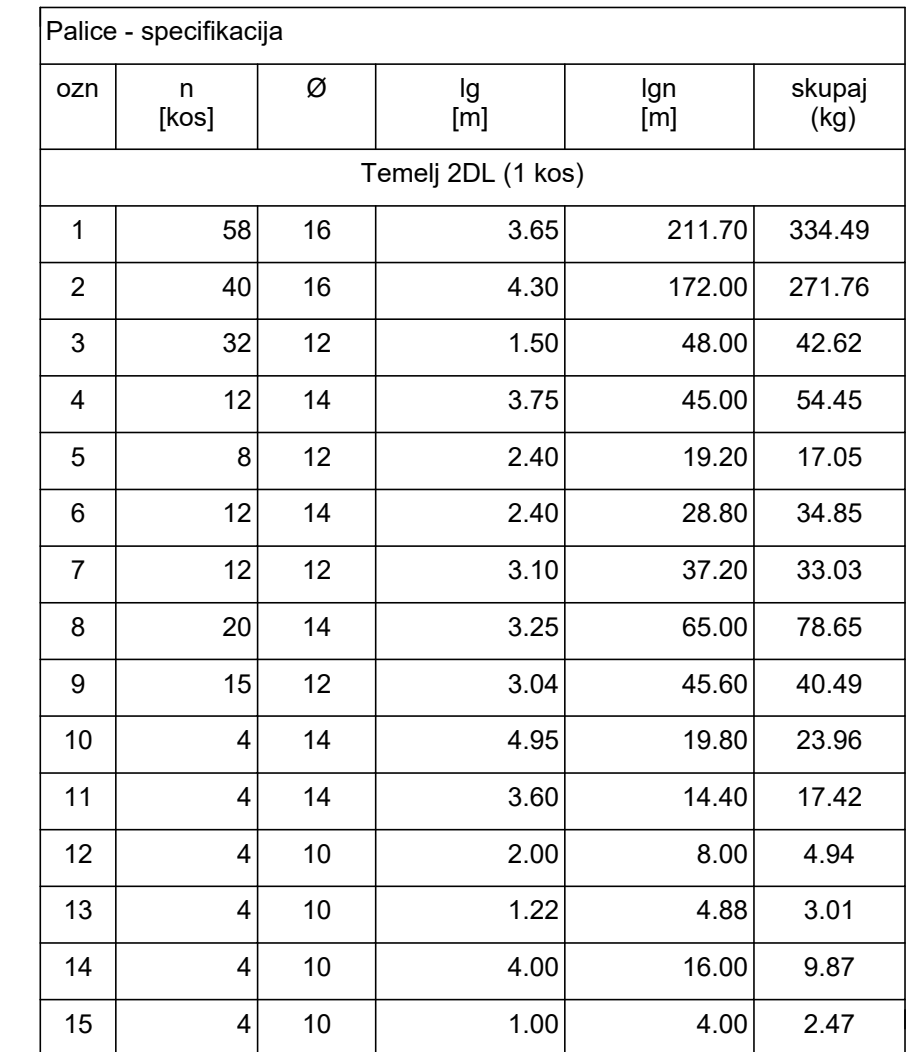 Palice - specifikacija
ozn n Ø lg lgn skupaj
[kos] [m] [m] (kg)
Temelj 2DL (1 kos)
1 58 16 3.65 211.70 334.49
2 40 16 4.30 172.00 271.76
3 32 12 1.50 48.00 42.62
4 12 14 3.75 45.00 54.45
5 8 12 2.40 19.20 17.05
6 12 14 2.40 28.80 34.85
7 12 12 3.10 37.20 33.03
8 20 14 3.25 65.00 78.65
9 15 12 3.04 45.60 40.49
10 4 14 4.95 19.80 23.96
11 4 14 3.60 14.40 17.42
12 4 10 2.00 8.00 4.94
13 4 10 1.22 4.88 3.01
14 4 10 4.00 16.00 9.87
15 4 10 1.00 4.00 2.47